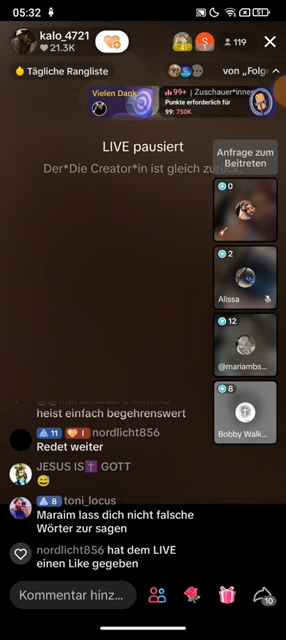 05:32
51
kalo_4721
21.3K
119
Tägliche Rangliste
von „Folge
Vielen Dank
99+ | Zuschauer*innen
Punkte erforderlich für
99: 750K
LIVE pausiert
Der*Die Creator*in ist gleich zurück.
Anfrage zum
Beitreten
0
2
Alissa
12
@mariambs...
8
Bobby Walk...
heist einfach begehrenswert
11 I nordlicht856
Redet weiter
JESUS IS✝️ GOTT
😅
8 toni_locus
Maraim lass dich nicht falsche
Wörter zur sagen
nordlicht856 hat dem LIVE
einen Like gegeben
Kommentar hinz...
10